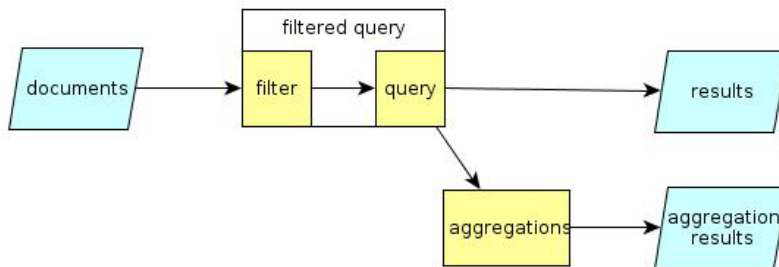 filtered query
documents
filter
query
results
aggregations
aggregation
results